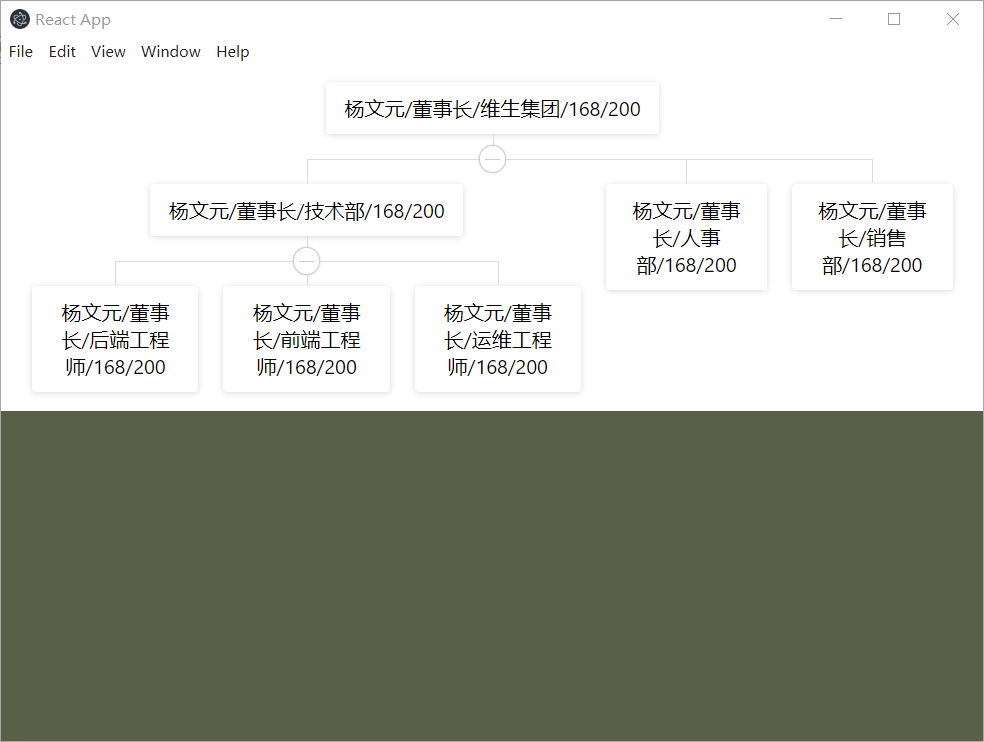 React App
File Edit View Window Help
杨文元/董事长/维生集团/168/200
杨文元/董事长/技术部/168/200
杨文元/董事
长/人事
部/168/200
杨文元/董事
长/销售
部/168/200
杨文元/董事
长/后端工程
师/168/200
杨文元/董事
长/前端工程
师/168/200
杨文元/董事
长/运维工程
师/168/200